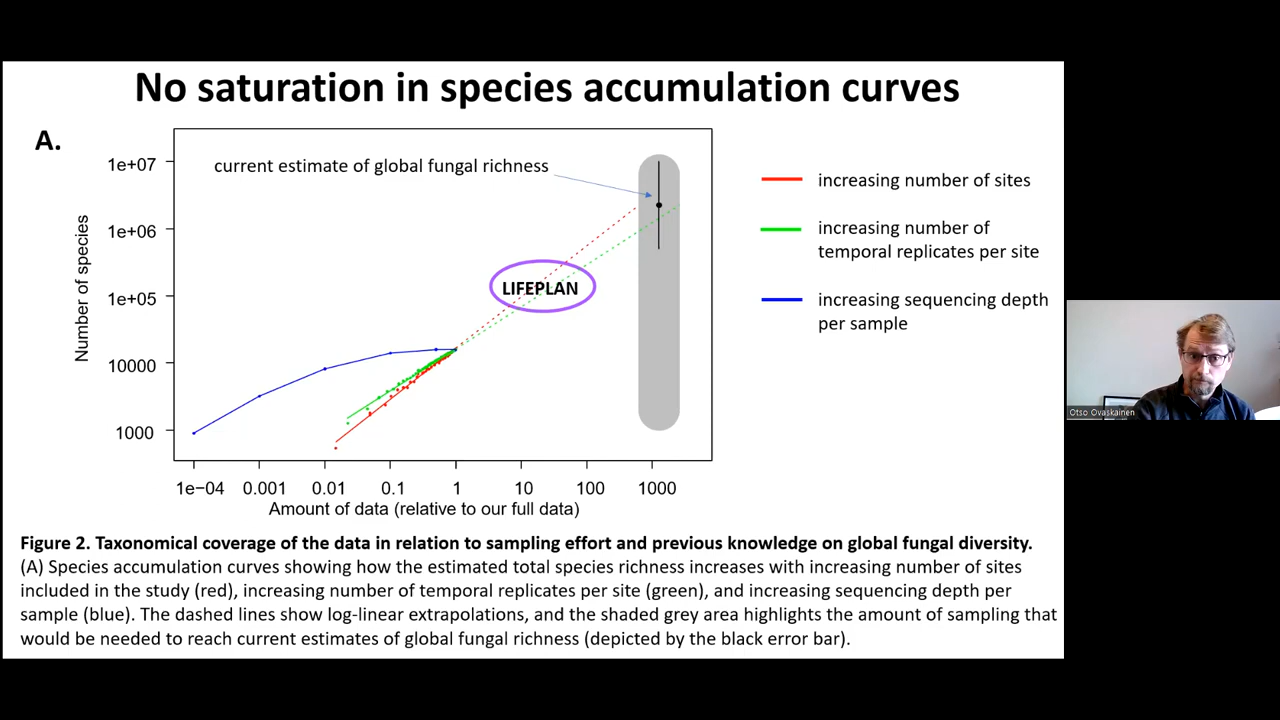 No saturation in species accumulation curves
A.
current estimate of global fungal richness
LIFEPLAN
Number of species
1e+07
1e+06
1e+05
10000
1000
1e−04
0.001
0.01
0.1
1
10
100
1000
Amount of data (relative to our full data)
increasing number of sites
increasing number of
temporal replicates per site
increasing sequencing depth
per sample
Otso Ovaskainen
Figure 2. Taxonomical coverage of the data in relation to sampling effort and previous knowledge on global fungal diversity.
(A) Species accumulation curves showing how the estimated total species richness increases with increasing number of sites
included in the study (red), increasing number of temporal replicates per site (green), and increasing sequencing depth per
sample (blue). The dashed lines show log-linear extrapolations, and the shaded grey area highlights the amount of sampling that
would be needed to reach current estimates of global fungal richness (depicted by the black error bar).